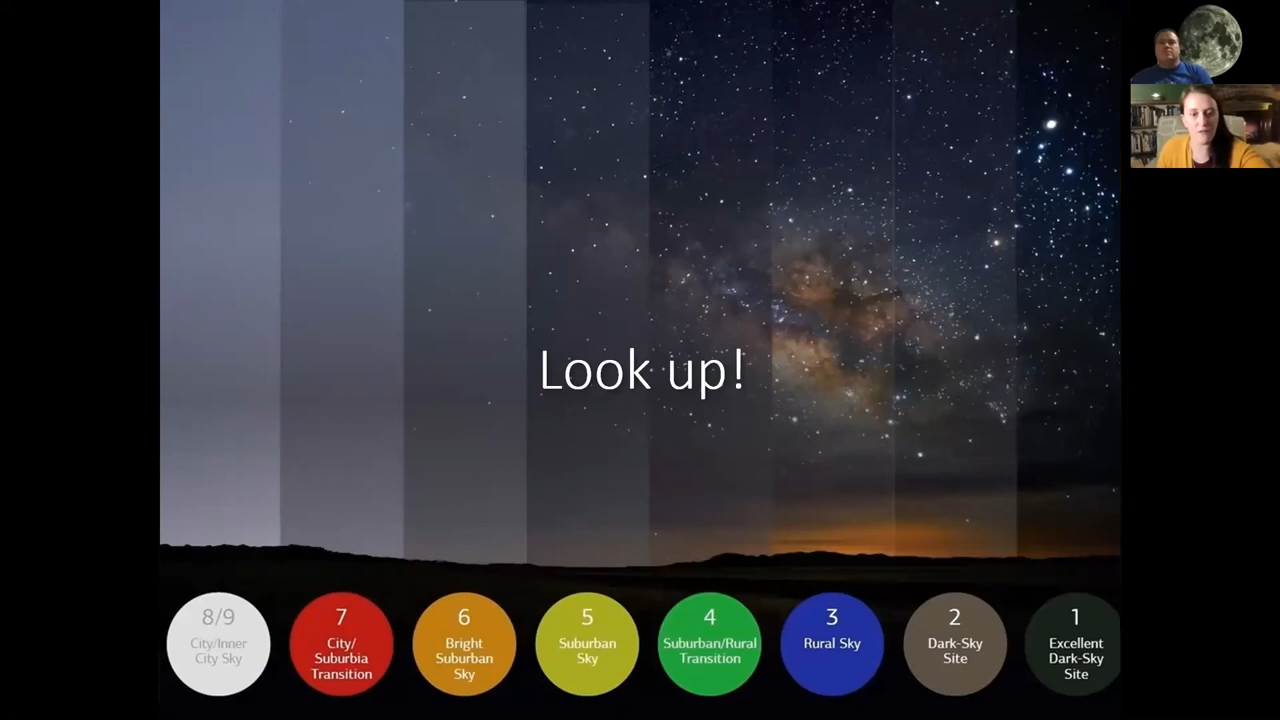 Look up!
8/9
City/Inner
City Sky
7
City/
Suburbia
Transition
6
Bright
Suburban
Sky
5
Suburban
Sky
4
Suburban/Rural
Transition
3
Rural Sky
2
Dark-Sky
Site
1
Excellent
Dark-Sky
Site